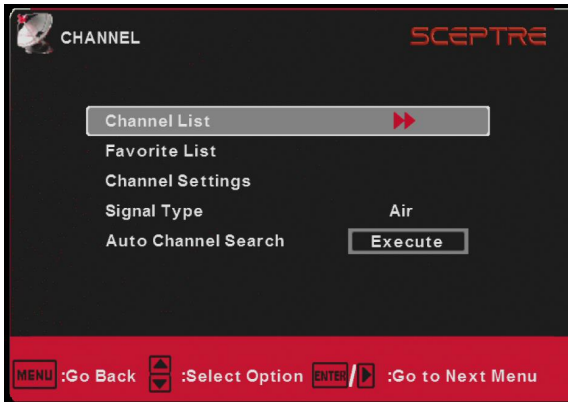 CHANNEL SCEPTRE
Channel List
Favorite List
Channel Settings
Signal Type Air
Auto Channel Search Execute
MENU :Go Back :Select Option ENTER/ :Go to Next Menu